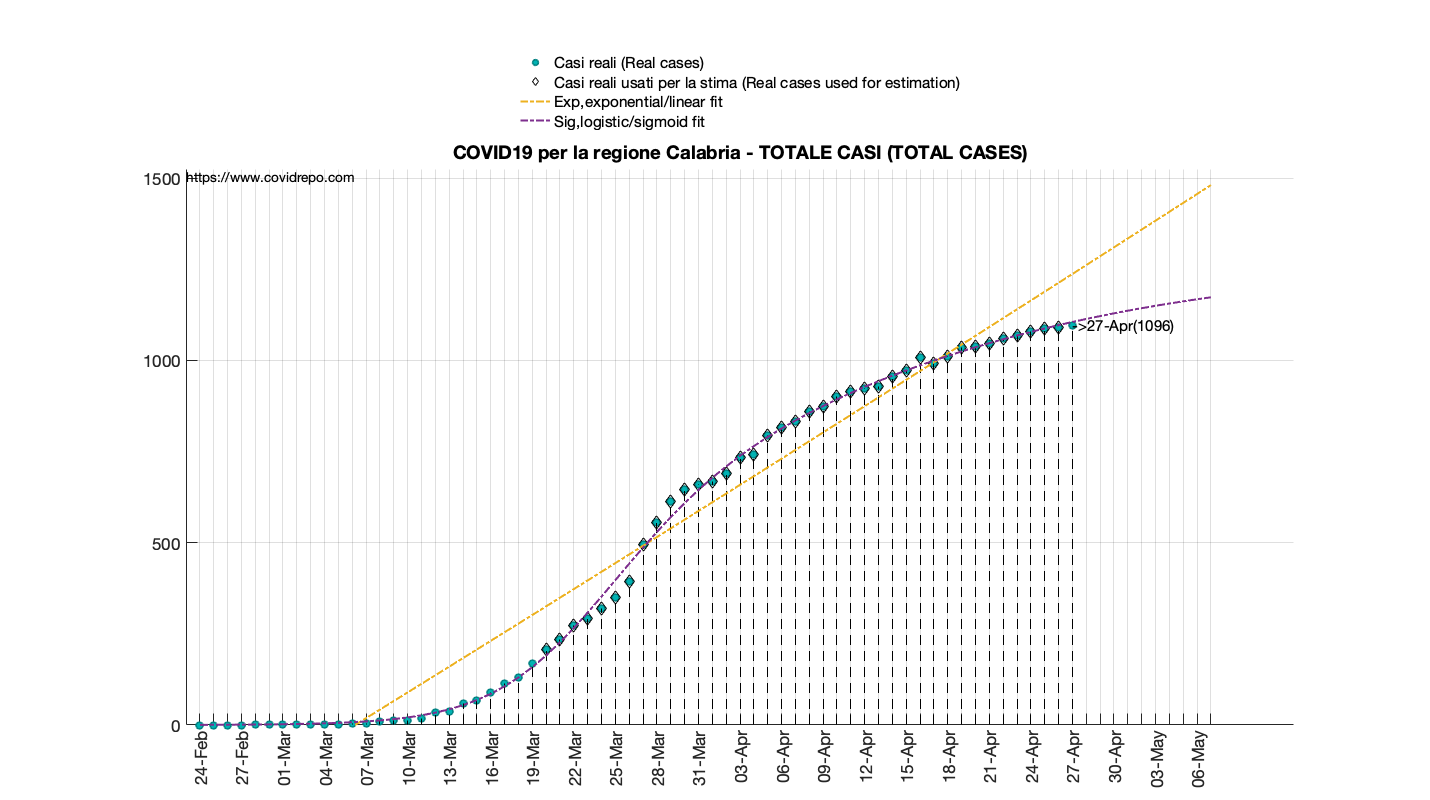 Casi reali (Real cases)
Casi reali usati per la stima (Real cases used for estimation)
Exp,exponential/linear fit
Sig,logistic/sigmoid fit
COVID19 per la regione Calabria - TOTALE CASI (TOTAL CASES)
https://www.covidrepo.com
1500
1000
500
0
>27-Apr(1096)
24-Feb
27-Feb
01-Mar
04-Mar
07-Mar
10-Mar
13-Mar
16-Mar
19-Mar
22-Mar
25-Mar
28-Mar
31-Mar
03-Apr
06-Apr
09-Apr
12-Apr
15-Apr
18-Apr
21-Apr
24-Apr
27-Apr
30-Apr
03-May
06-May